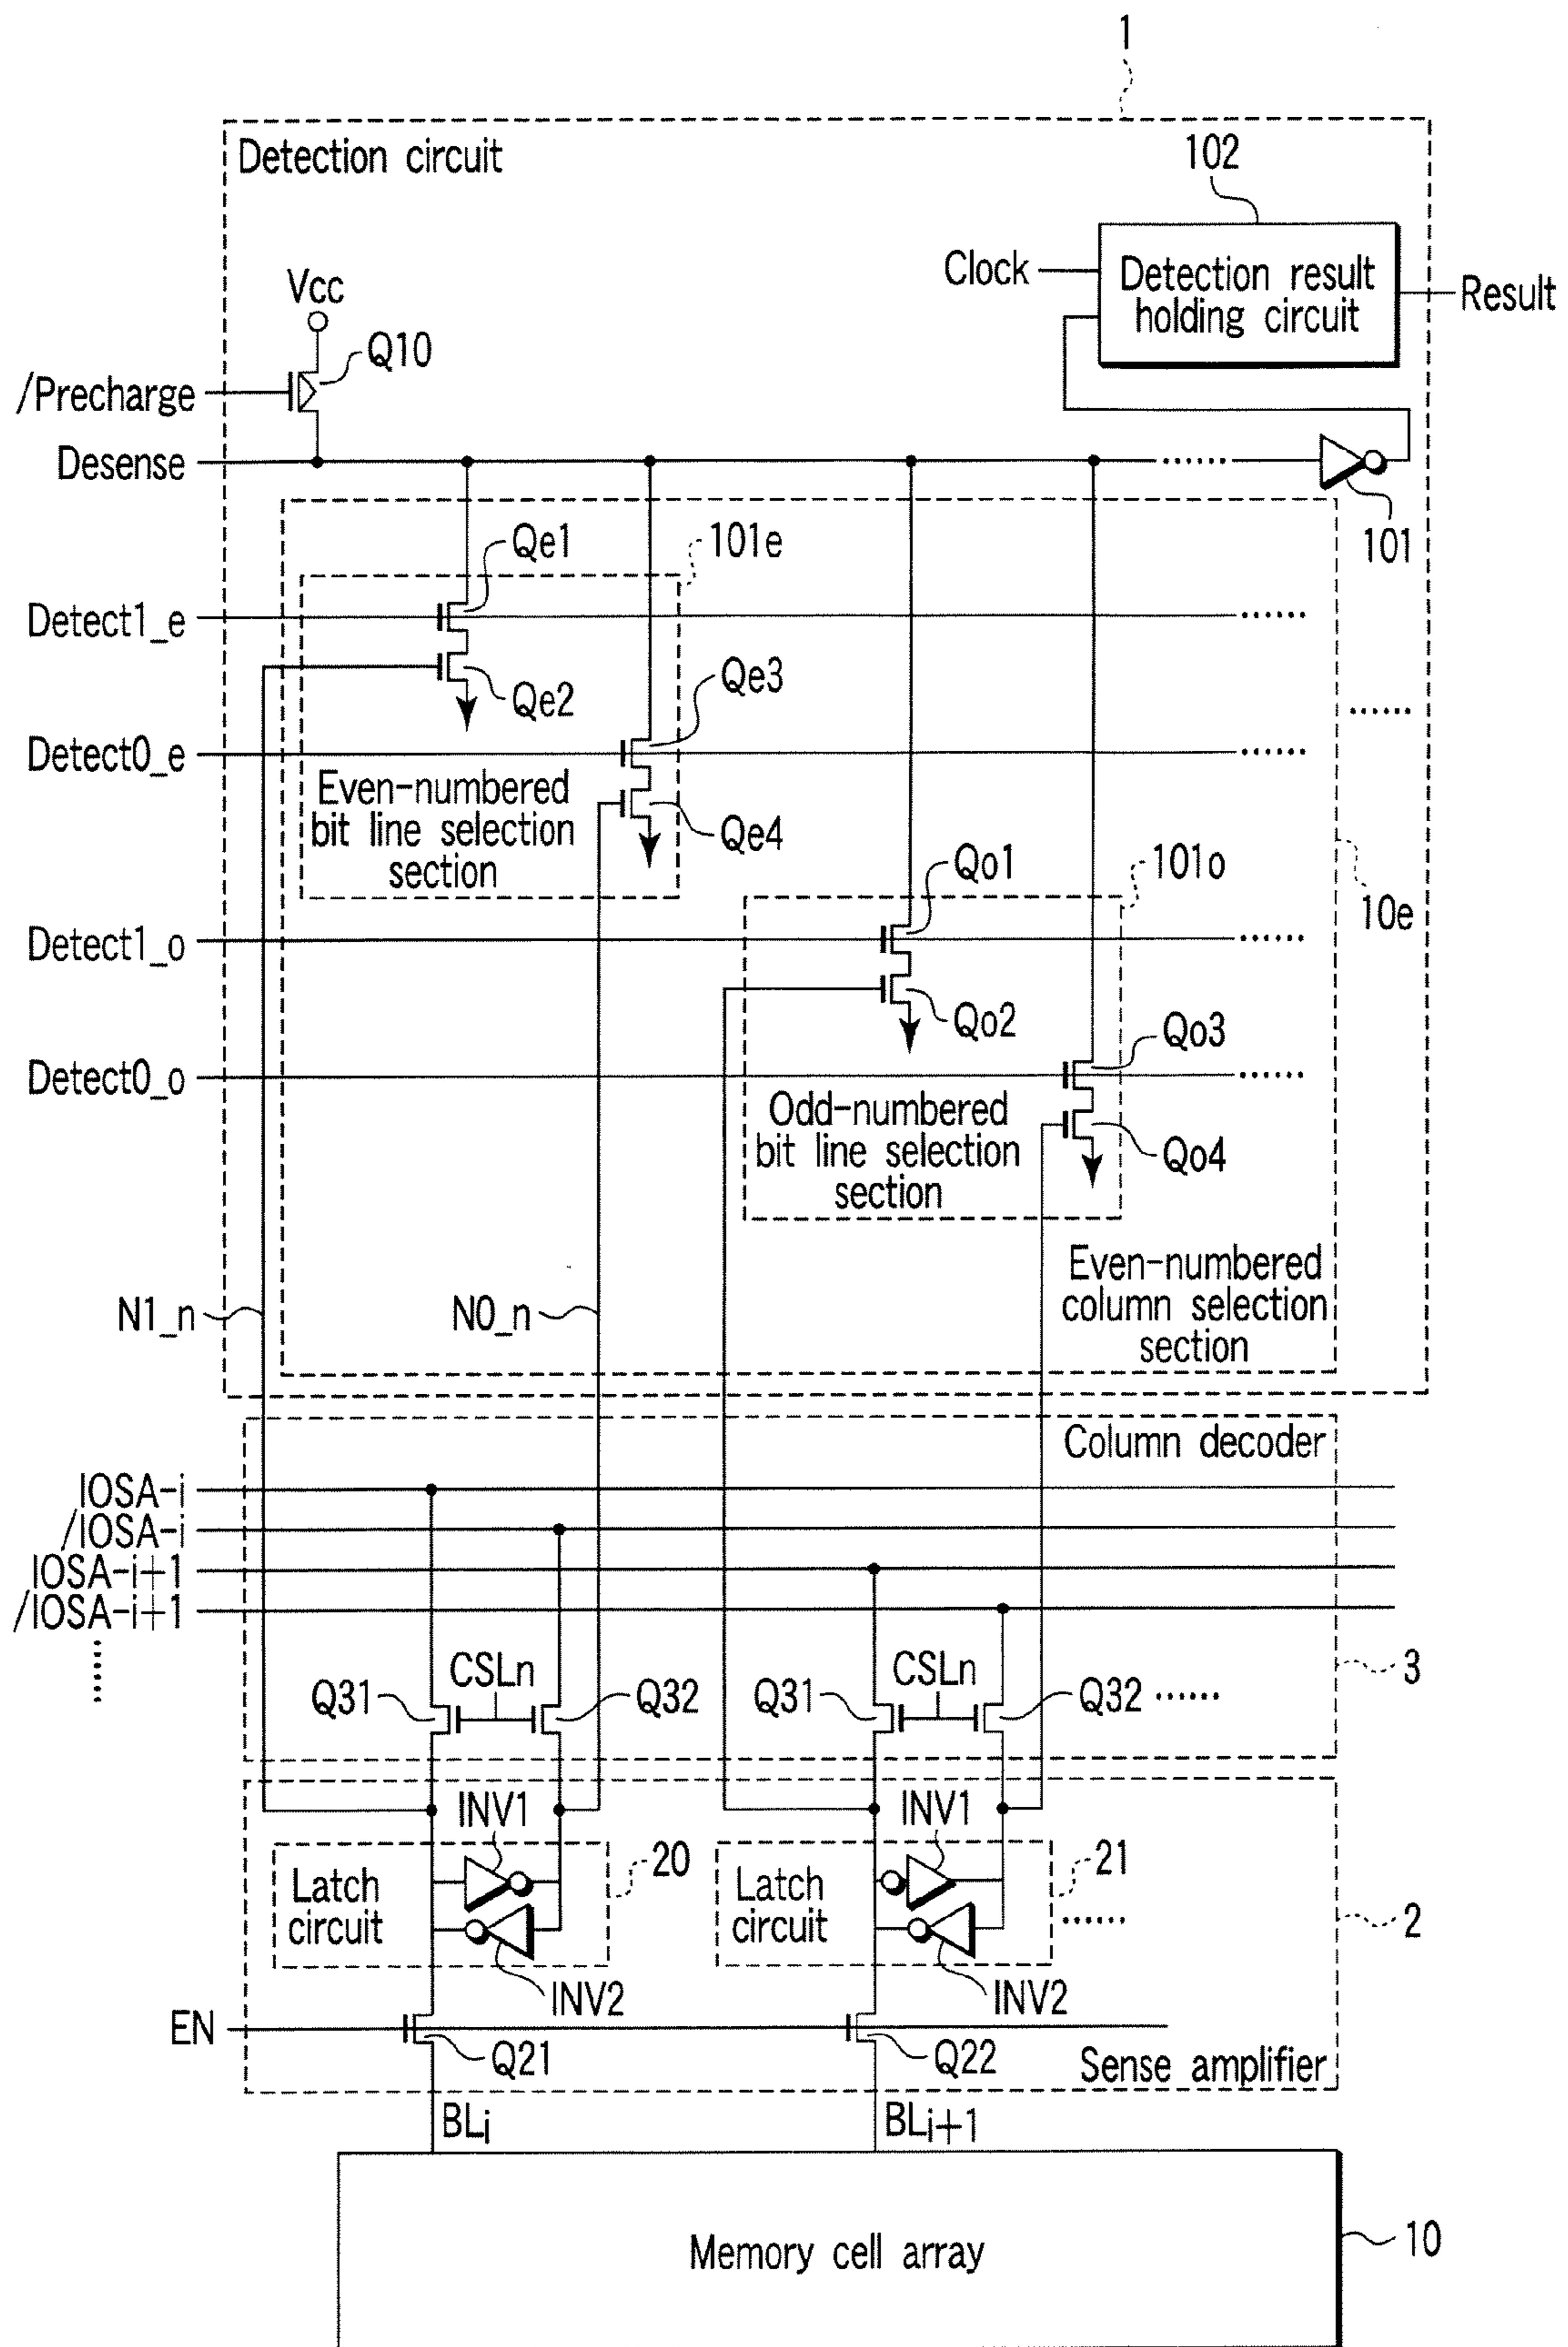 1
Detection circuit
102
Clock
Detection result
holding circuit
Result
Vcc
Q10
/Precharge
Desense
101
Qe1
101e
Detect1_e
Qe2
Qe3
Detect0_e
Even-numbered
bit line selection
section
Qe4
10e
Qo1
101o
Detect1_o
Qo2
Qo3
Detect0_o
Odd-numbered
bit line selection
section
Qo4
Even-numbered
column selection
section
N1_n
N0_n
Column decoder
IOSA-i
/IOSA-i
IOSA-i+1
/IOSA-i+1
Q31
CSLn
Q32
Q31
CSLn
Q32
3
INV1
INV1
Latch
circuit
20
Latch
circuit
21
2
INV2
INV2
EN
Q21
Q22
Sense amplifier
BLi
BLi+1
Memory cell array
10